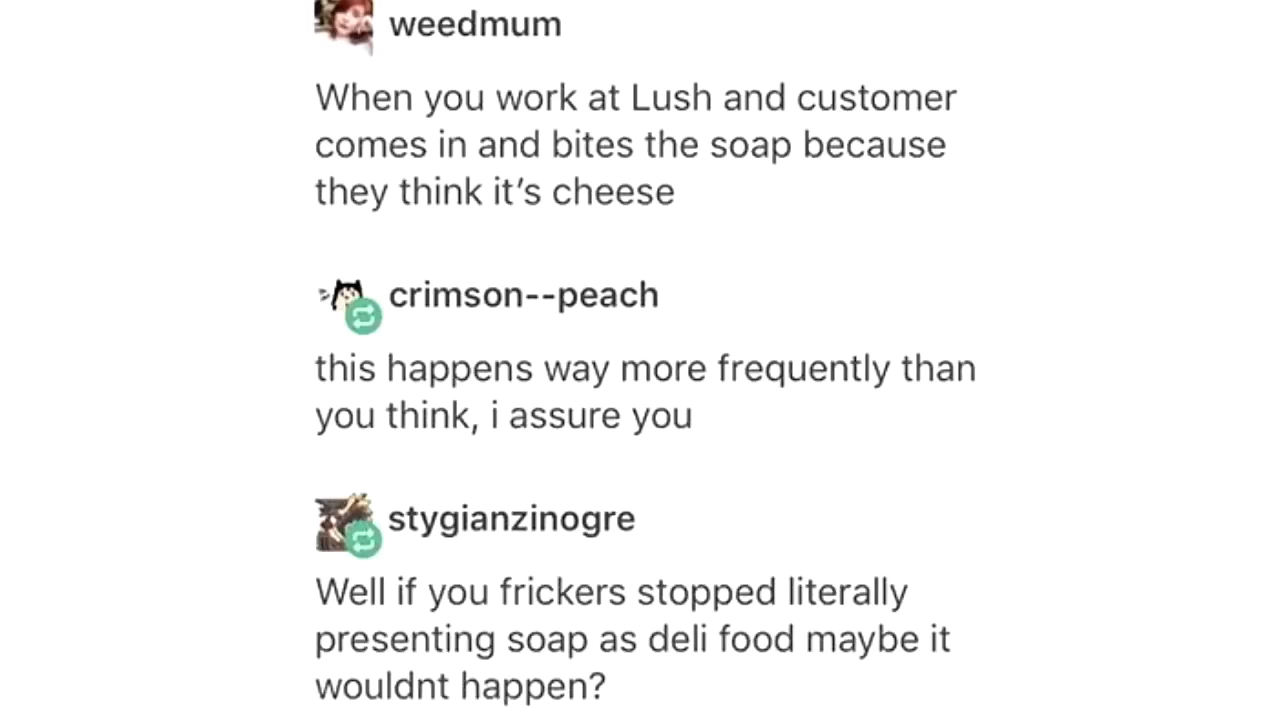 weedmum
When you work at Lush and customer
comes in and bites the soap because
they think it’s cheese
crimson--peach
this happens way more frequently than
you think, i assure you
stygianzinogre
Well if you frickers stopped literally
presenting soap as deli food maybe it
wouldnt happen?